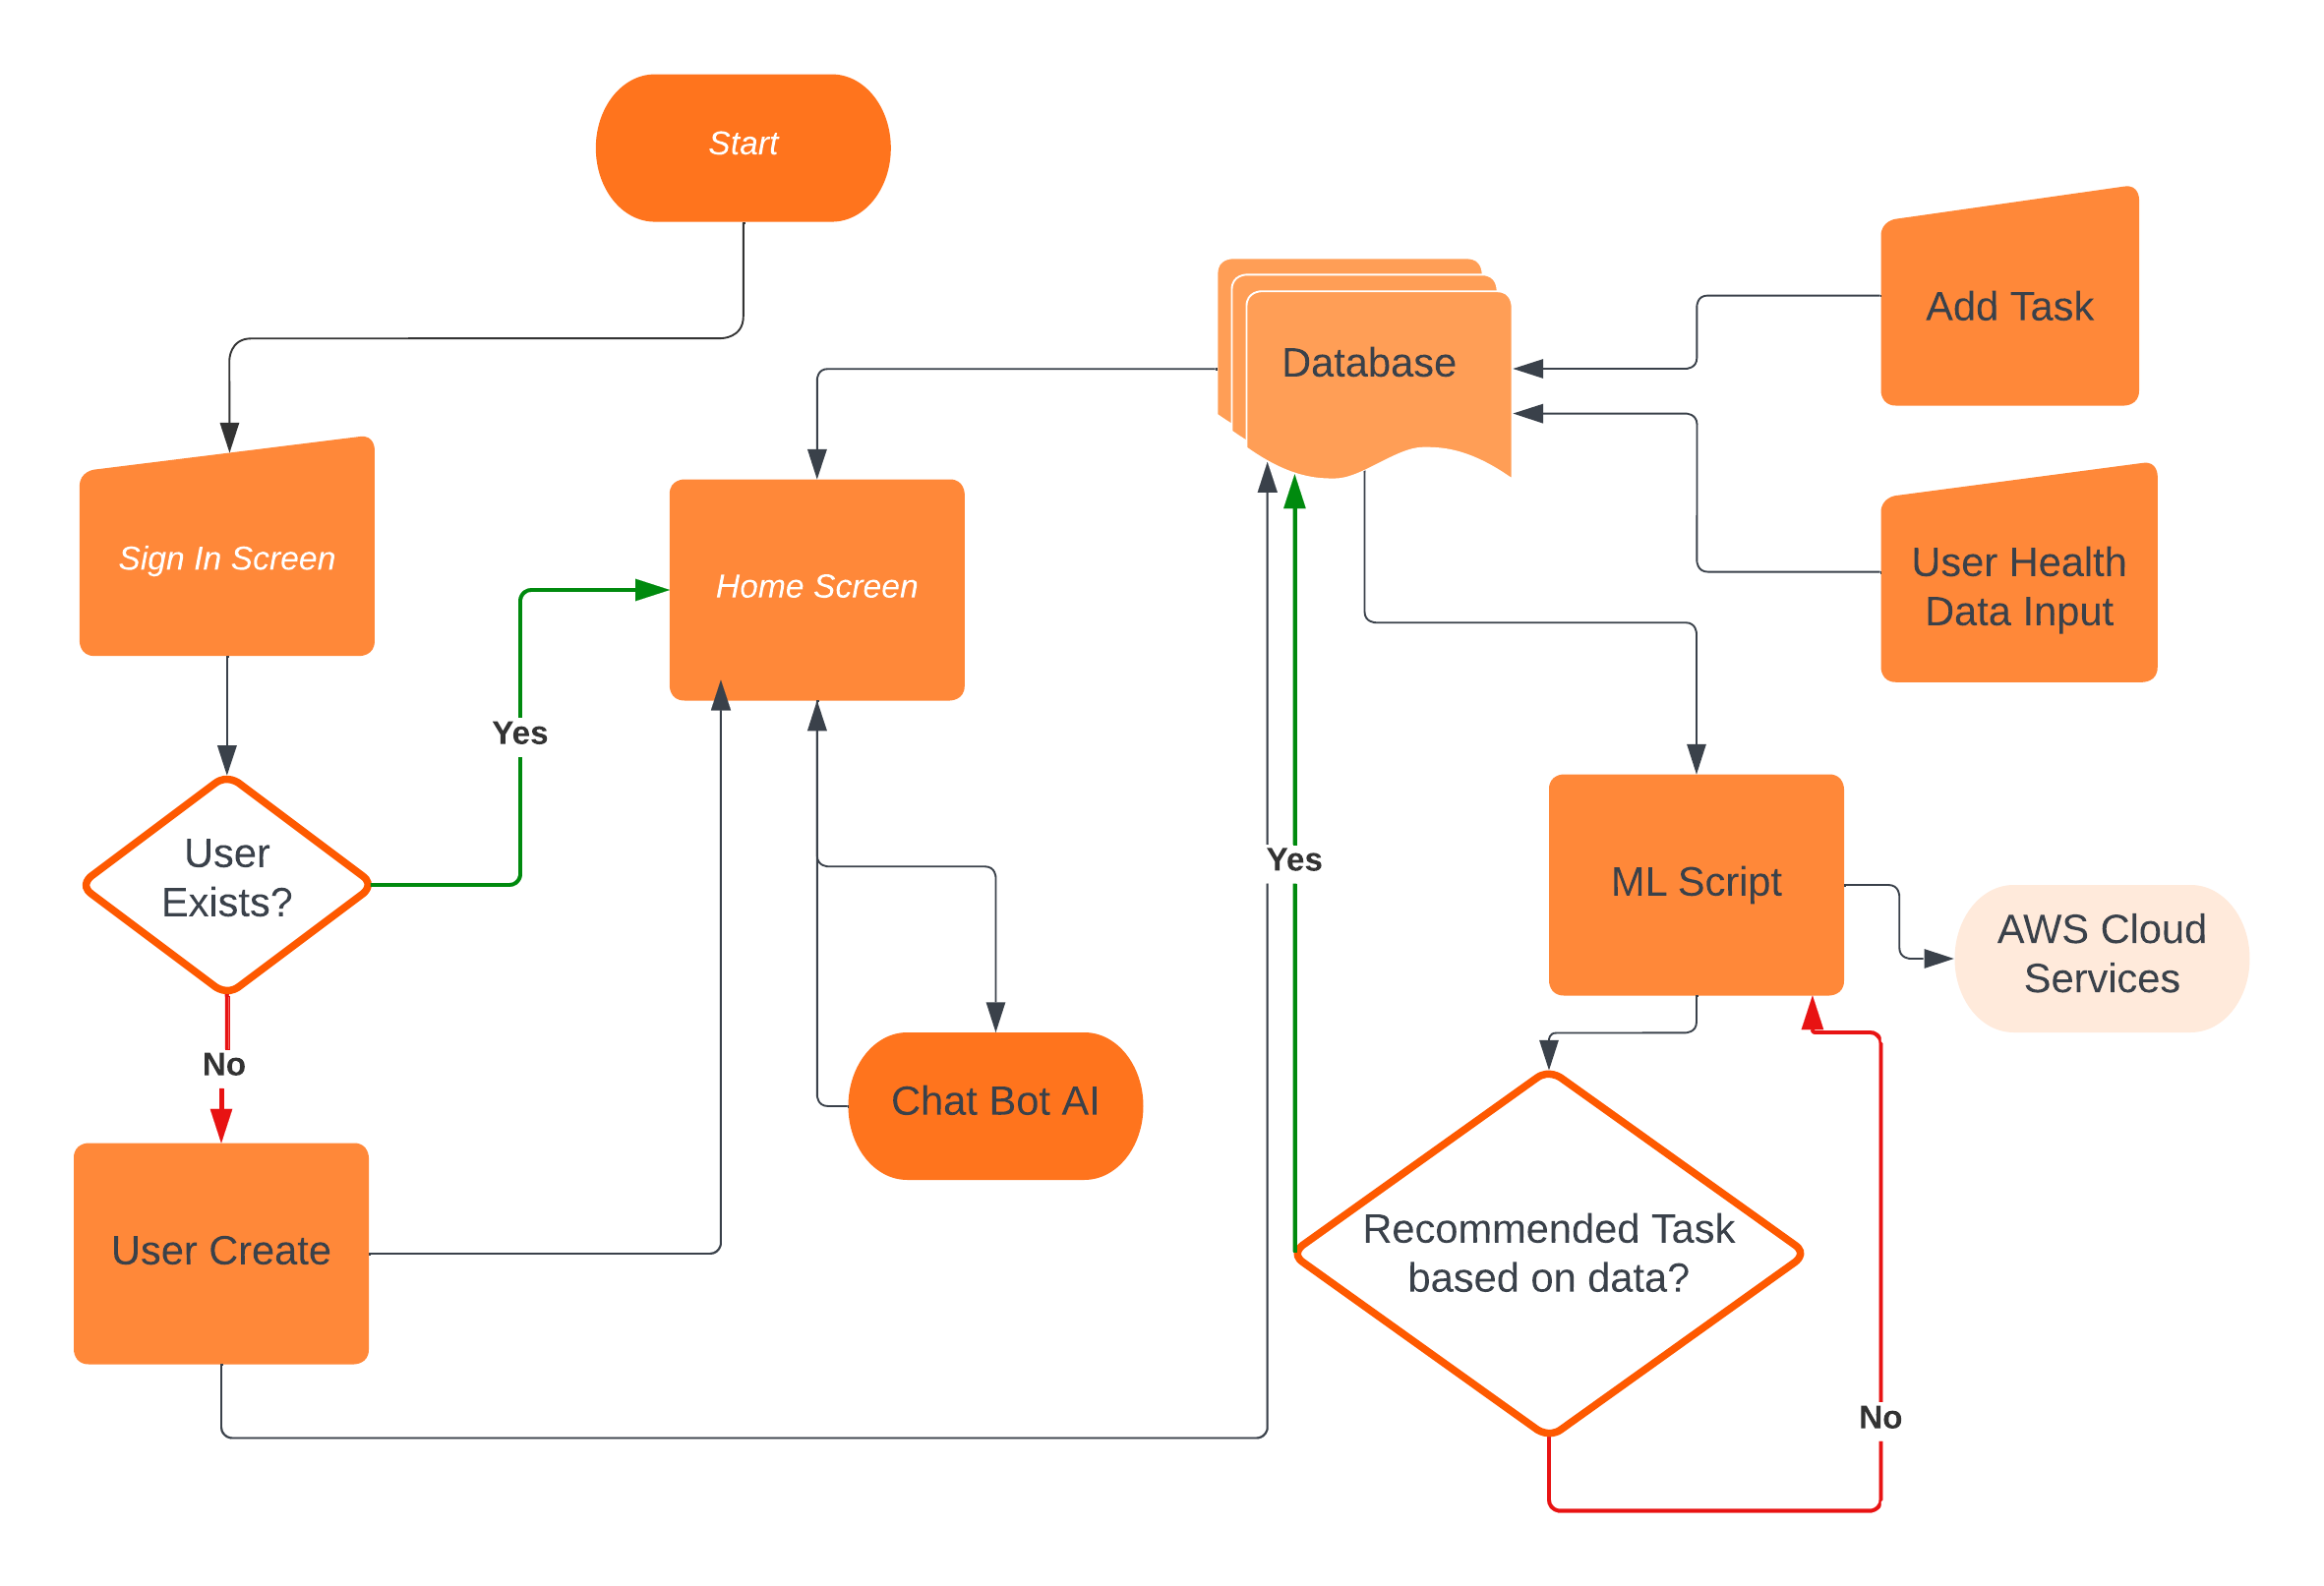 Start
Add Task
Database
Sign In Screen
Home Screen
User Health
Data Input
Yes
User
Exists?
Yes
ML Script
AWS Cloud
Services
No
Chat Bot AI
User Create
Recommended Task
based on data?
No